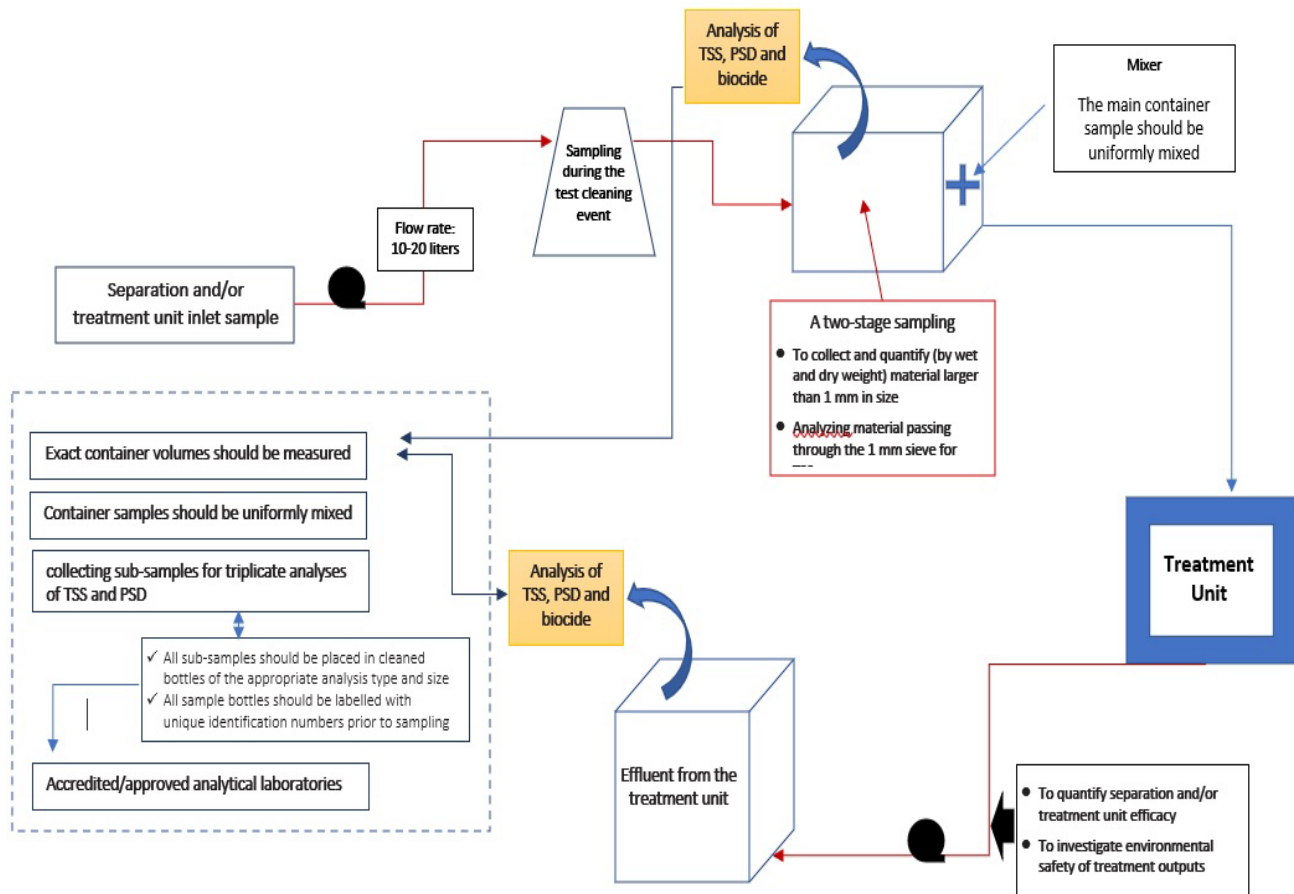 Analysis of
TSS, PSD and
biocide
Mixer
The main container
sample should be
uniformly mixed
Sampling
during the
test cleaning
event
Flow rate:
10-20 liters
Separation and/or
treatment unit inlet sample
A two-stage sampling
● To collect and quantify (by wet
and dry weight) material larger
than 1 mm in size
● Analyzing material passing
through the 1 mm sieve for
Exact container volumes should be measured
Container samples should be uniformly mixed
collecting sub-samples for triplicate analyses
of TSS and PSD
✓ All sub-samples should be placed in cleaned
bottles of the appropriate analysis type and size
✓ All sample bottles should be labelled with
unique identification numbers prior to sampling
Accredited/approved analytical laboratories
Analysis of
TSS, PSD and
biocide
Treatment
Unit
Effluent from the
treatment unit
● To quantify separation and/or
treatment unit efficacy
● To investigate environmental
safety of treatment outputs